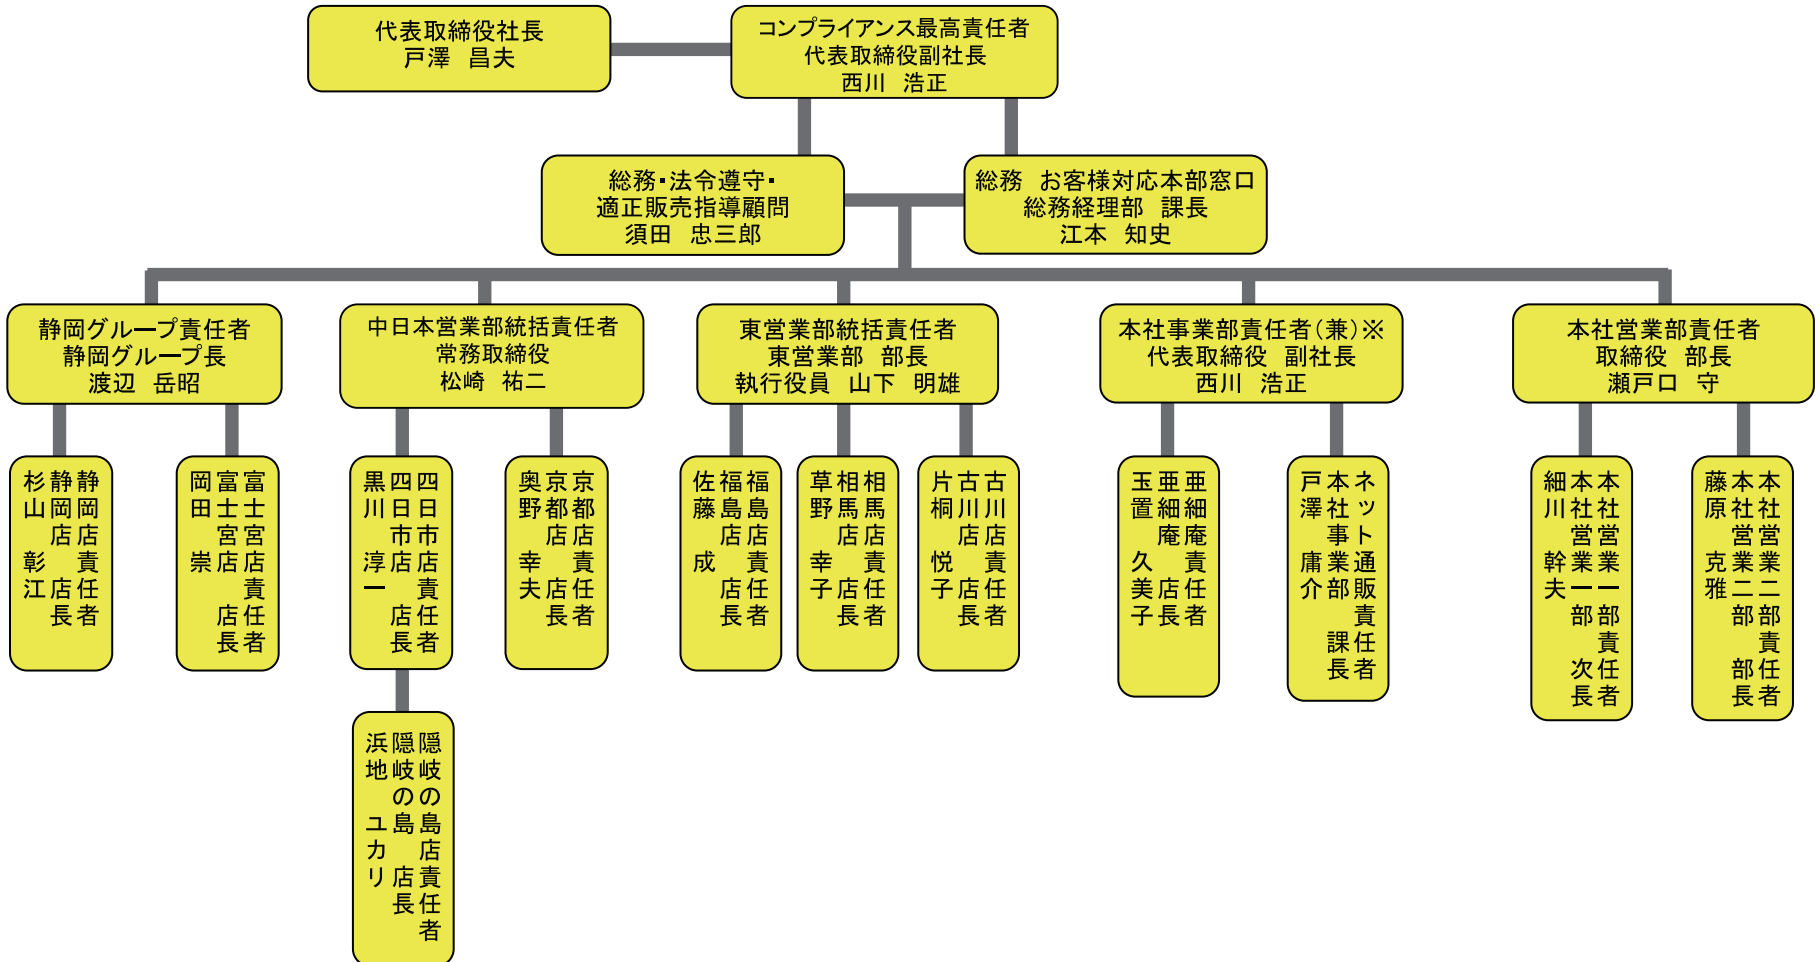 代表取締役社長
戸澤　昌夫
コンプライアンス最高責任者
代表取締役副社長
西川　浩正
総務・法令遵守・
適正販売指導顧問
須田　忠三郎
総務　お客様対応本部窓口
総務経理部　課長
江本　知史
静岡グループ責任者
静岡グループ長
渡辺　岳昭
中日本営業部統括責任者
常務取締役
松崎　祐二
東営業部統括責任者
東営業部　部長
執行役員　山下　明雄
本社事業部責任者（兼）※
代表取締役　副社長
西川　浩正
本社営業部責任者
取締役　部長
瀬戸口　守
静岡店責任者
静岡店　店長
杉山　彰江
富士宮店責任者
富士宮店　店長
岡田　崇
四日市店責任者
四日市店　店長
黒川　淳一
京都店責任者
京都店　店長
奥野　幸夫
福島店責任者
福島店　店長
佐藤　成
相馬店責任者
相馬店　店長
草野　幸子
古川店責任者
古川店　店長
片桐　悦子
亜細庵責任者
亜細庵　店長
玉置　久美子
ネット通販責任者
本社事業部　課長
戸澤　庸介
本社営業一部責任者
本社営業一部　次長
細川　幹夫
本社営業二部責任者
本社営業二部　部長
藤原　克雅
隠岐の島店責任者
隠岐の島　店長
浜地　ユカリ